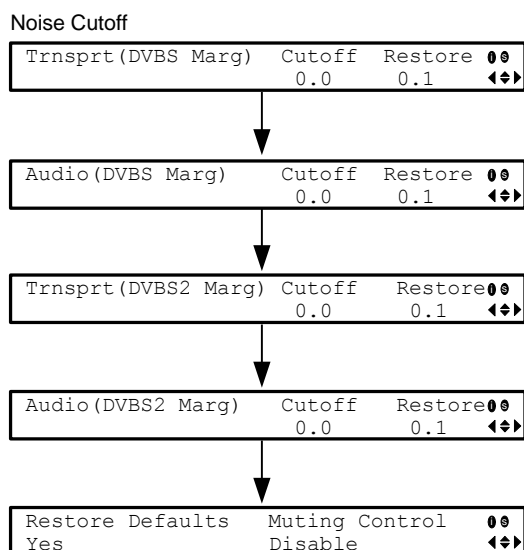 Noise Cutoff
Trnsprt(DVBS Marg) Cutoff Restore
0.0 0.1
Audio(DVBS Marg) Cutoff Restore
0.0 0.1
Trnsprt(DVBS2 Marg) Cutoff Restore
0.0 0.1
Audio(DVBS2 Marg) Cutoff Restore
0.0 0.1
Restore Defaults Muting Control
Yes Disable